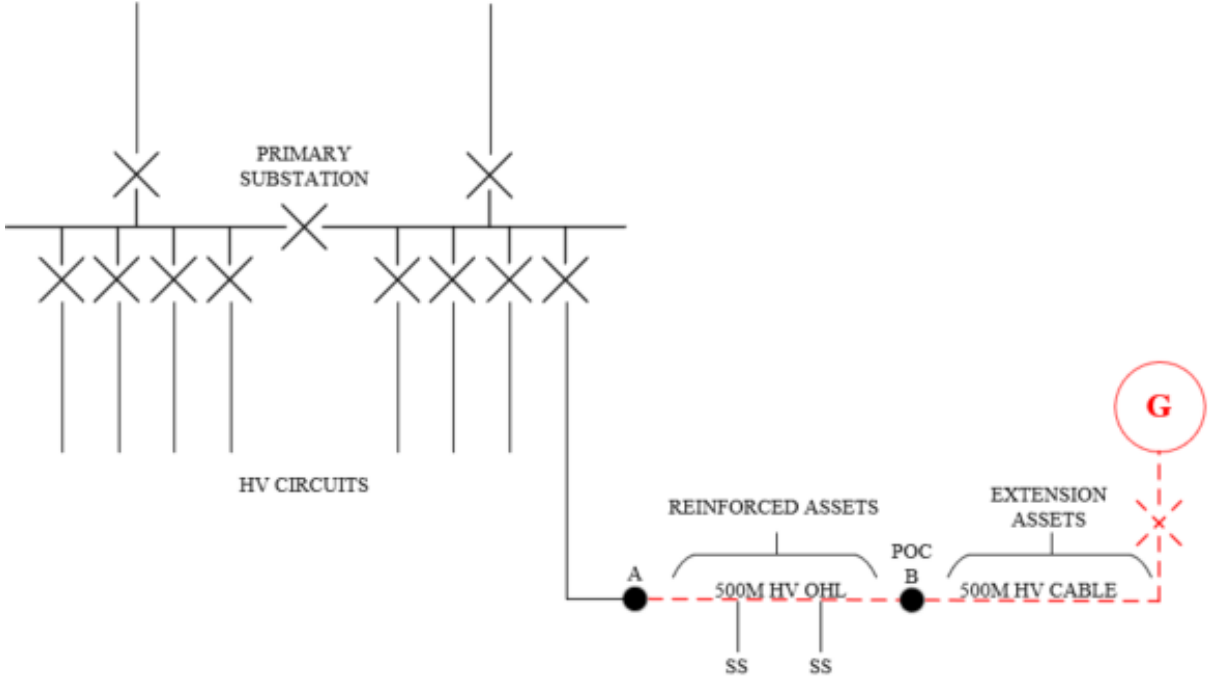 PRIMARY
SUBSTATION
G
HV CIRCUITS
REINFORCED ASSETS
EXTENSION
ASSETS
A
POC
B
500M HV OHL
500M HV CABLE
SS
SS